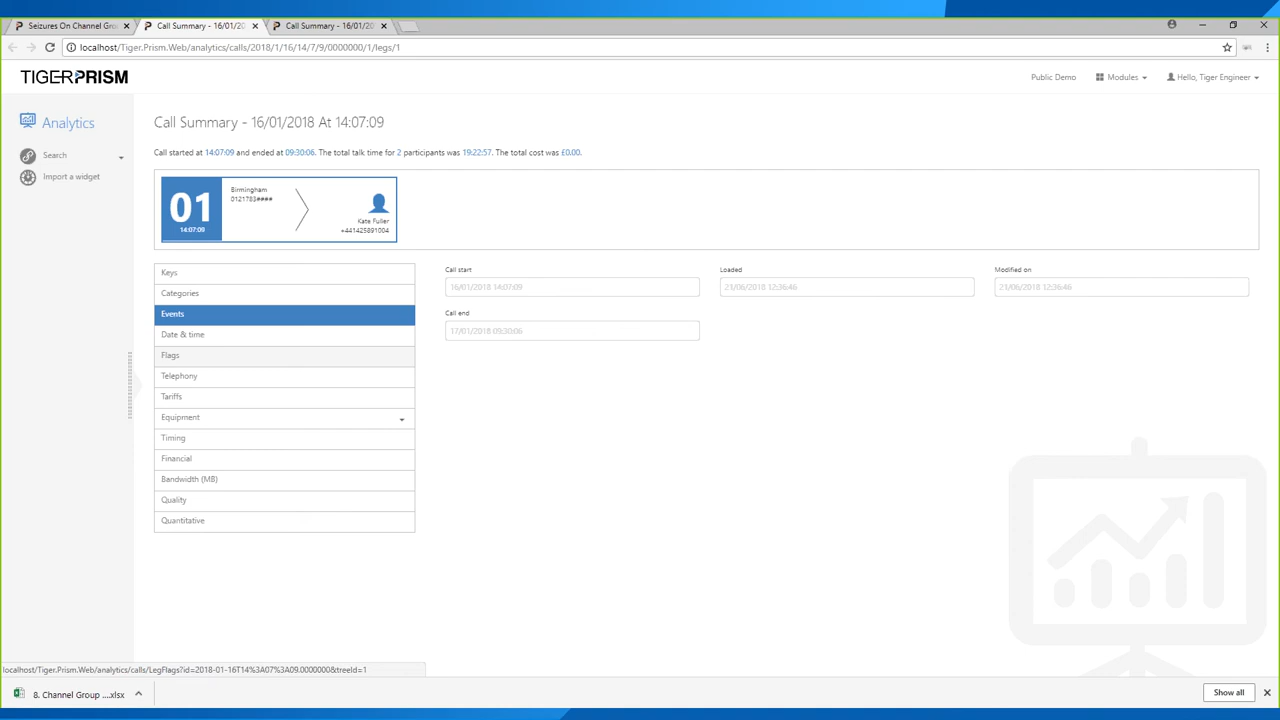 Seizures On Channel Gro
Call Summary - 16/01/20
Call Summary - 16/01/20
localhost/Tiger.Prism.Web/analytics/calls/2018/1/16/14/7/9/0000000/1/legs/1
TIGERPRISM
Public Demo
Modules
Hello, Tiger Engineer
Analytics
Search
Import a widget
Call Summary - 16/01/2018 At 14:07:09
Call started at 14:07:09 and ended at 09:30:06. The total talk time for 2 participants was 19:22:57. The total cost was £0.00.
01
14:07:09
Birmingham
0121783####
Kate Fuller
+441425891004
Keys
Categories
Events
Date & time
Flags
Telephony
Tariffs
Equipment
Timing
Financial
Bandwidth (MB)
Quality
Quantitative
Call start
16/01/2018 14:07:09
Loaded
21/06/2018 12:36:46
Modified on
21/06/2018 12:36:46
Call end
17/01/2018 09:30:06
localhost/Tiger.Prism.Web/analytics/calls/LegFlags?id=2018-01-16T14%3A07%3A09.0000000&treeId=1
8. Channel Group ....xlsx
Show all